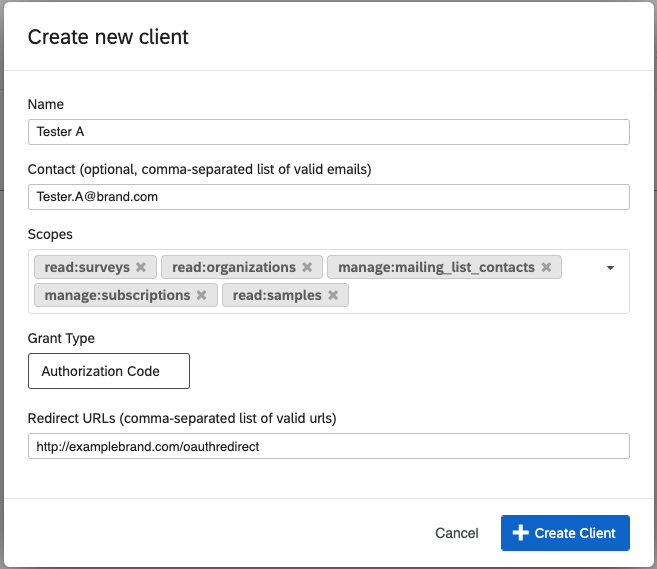 Create new client
Name
Tester A
Contact (optional, comma-separated list of valid emails)
Tester.A@brand.com
Scopes
read:surveys read:organizations manage:mailing_list_contacts
manage:subscriptions read:samples
Grant Type
Authorization Code
Redirect URLs (comma-separated list of valid urls)
http://examplebrand.com/oauthredirect
Cancel Create Client